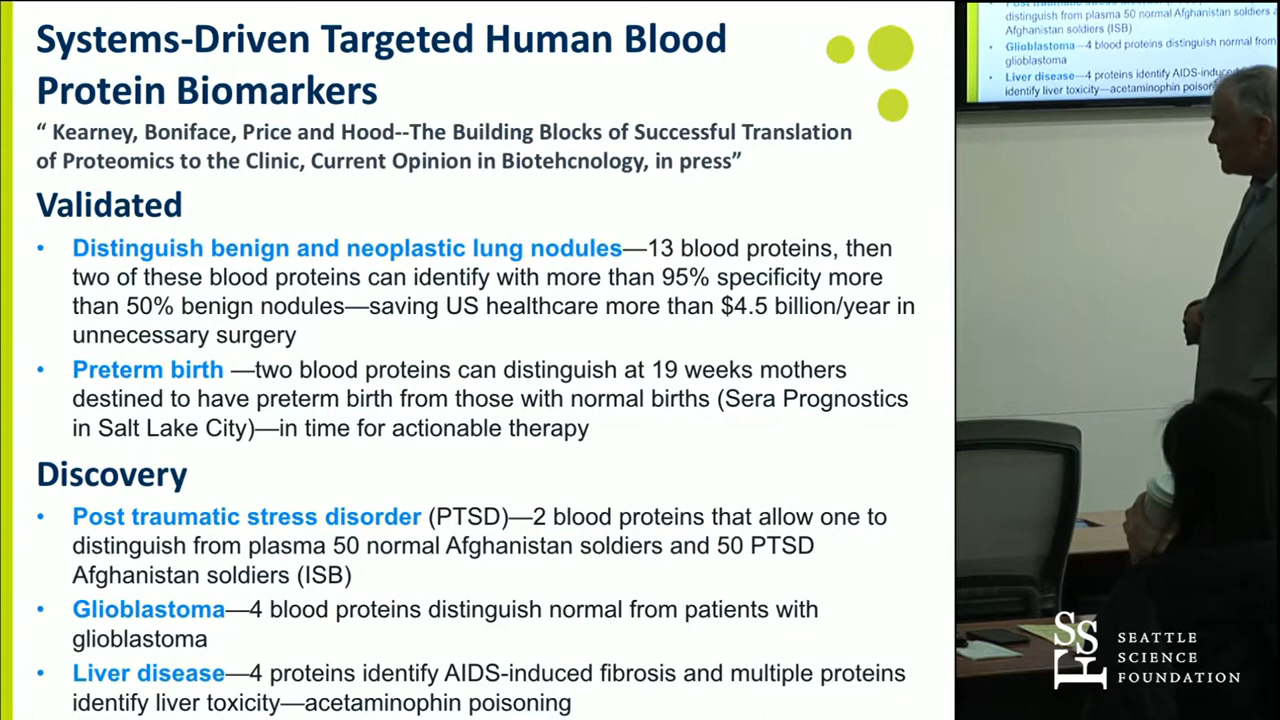 Systems-Driven Targeted Human Blood
Protein Biomarkers
“ Kearney, Boniface, Price and Hood--The Building Blocks of Successful Translation
of Proteomics to the Clinic, Current Opinion in Biotehcnology, in press”
Validated
• Distinguish benign and neoplastic lung nodules—13 blood proteins, then
two of these blood proteins can identify with more than 95% specificity more
than 50% benign nodules—saving US healthcare more than $4.5 billion/year in
unnecessary surgery
• Preterm birth —two blood proteins can distinguish at 19 weeks mothers
destined to have preterm birth from those with normal births (Sera Prognostics
in Salt Lake City)—in time for actionable therapy
Discovery
• Post traumatic stress disorder (PTSD)—2 blood proteins that allow one to
distinguish from plasma 50 normal Afghanistan soldiers and 50 PTSD
Afghanistan soldiers (ISB)
• Glioblastoma—4 blood proteins distinguish normal from patients with
glioblastoma
• Liver disease—4 proteins identify AIDS-induced fibrosis and multiple proteins
identify liver toxicity—acetaminophin poisoning
distinguish from plasma 50 normal Afghanistan soldiers
Afghanistan soldiers (ISB)
• Glioblastoma—4 blood proteins distinguish normal from
glioblastoma
• Liver disease—4 proteins identify AIDS-induced
identify liver toxicity—acetaminophin
SSF
SEATTLE
SCIENCE
FOUNDATION